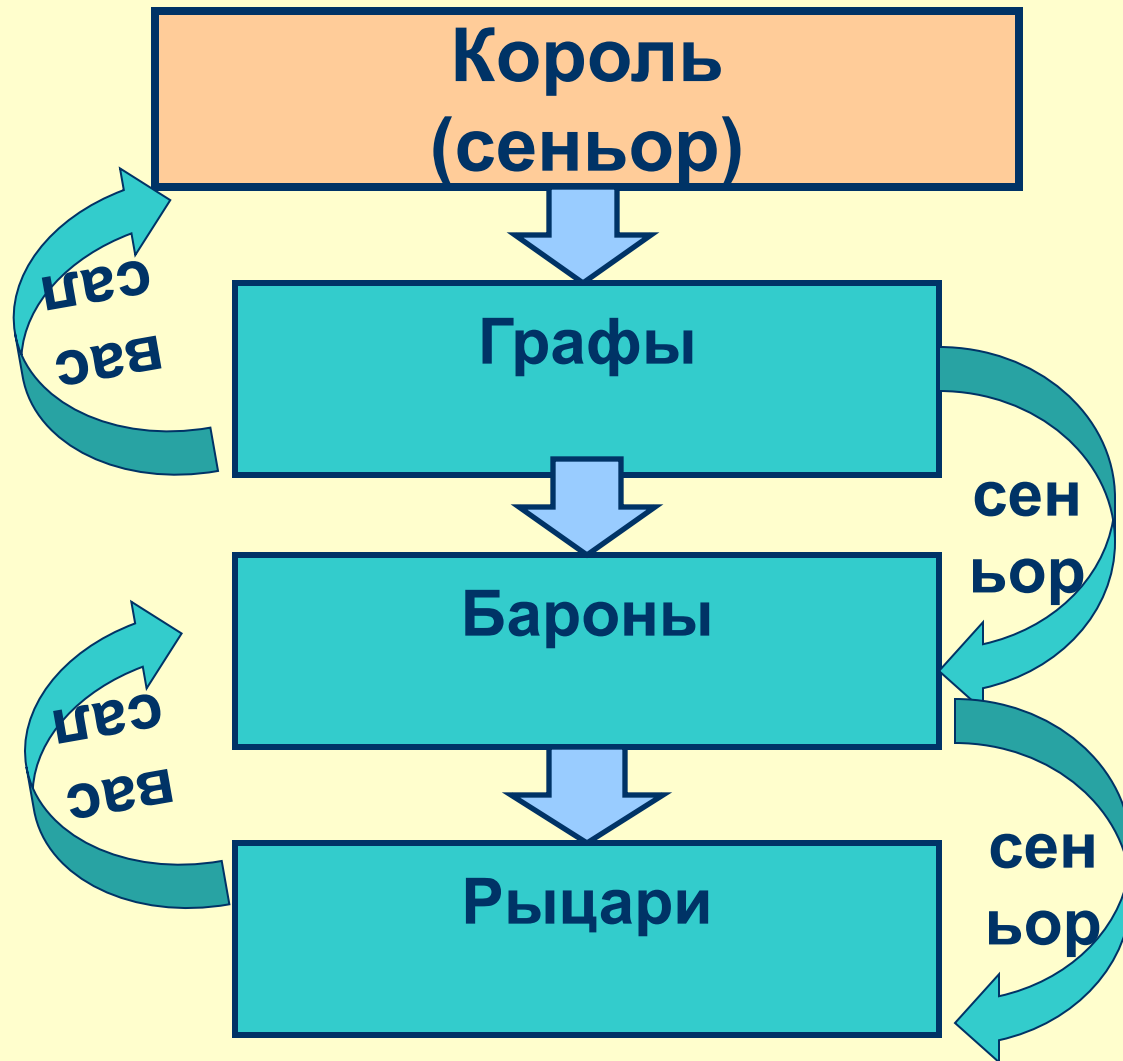 Король
(сеньор)
вас
сал
Графы
сен
ьор
Бароны
вас
сал
Рыцари
сен
ьор